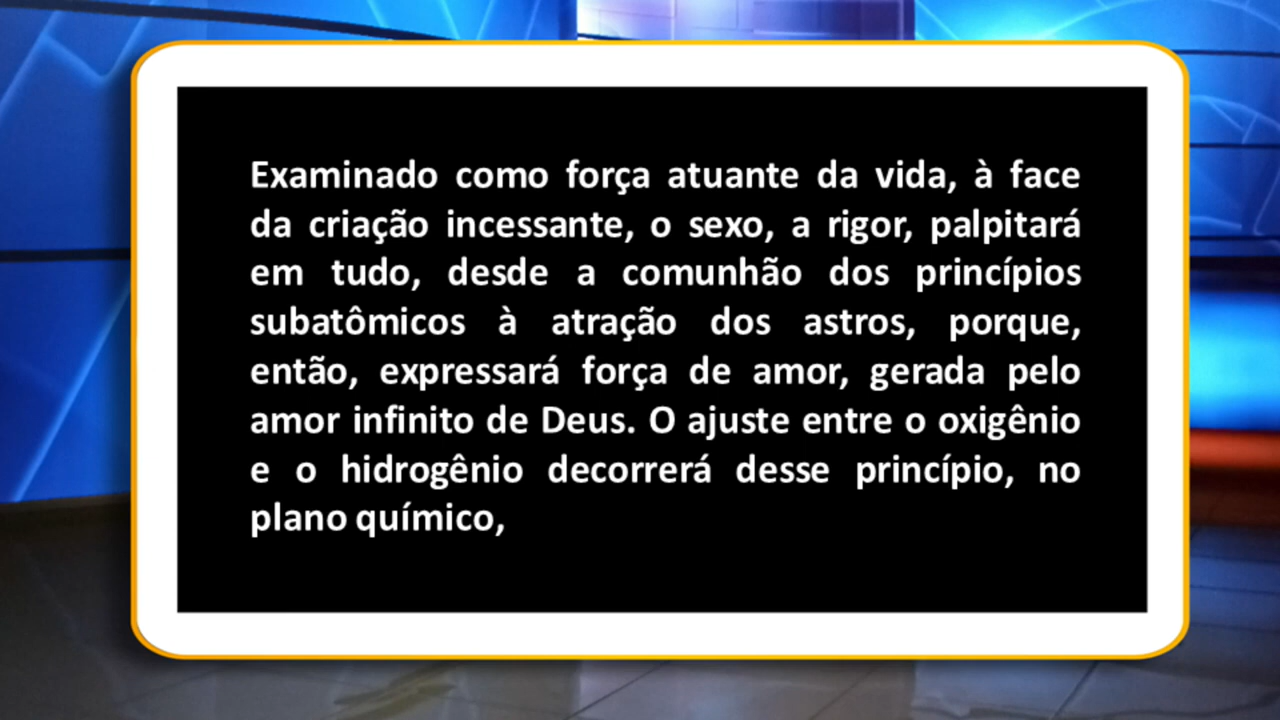 Examinado como força atuante da vida, à face
da criação incessante, o sexo, a rigor, palpitará
em tudo, desde a comunhão dos princípios
subatômicos à atração dos astros, porque,
então, expressará força de amor, gerada pelo
amor infinito de Deus. O ajuste entre o oxigênio
e o hidrogênio decorrerá desse princípio, no
plano químico,